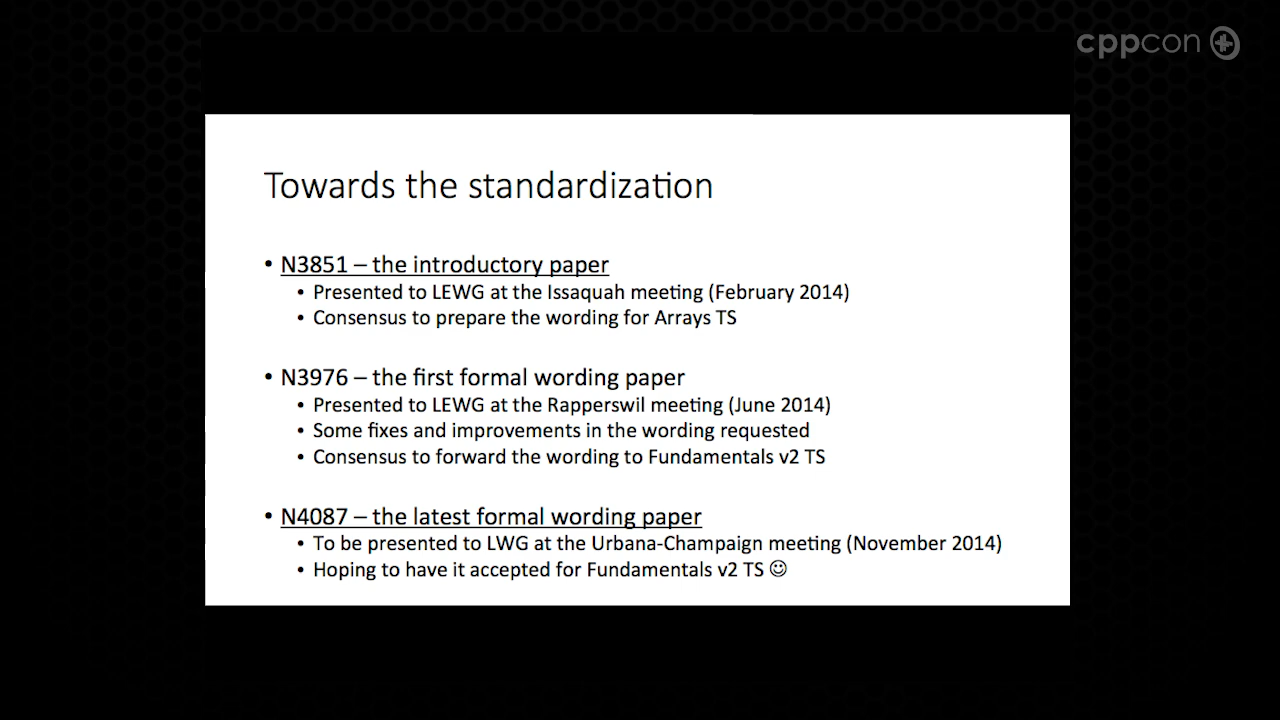 cppcon
Towards the standardization
• N3851 – the introductory paper
• Presented to LEWG at the Issaquah meeting (February 2014)
• Consensus to prepare the wording for Arrays TS
• N3976 – the first formal wording paper
• Presented to LEWG at the Rapperswil meeting (June 2014)
• Some fixes and improvements in the wording requested
• Consensus to forward the wording to Fundamentals v2 TS
• N4087 – the latest formal wording paper
• To be presented to LWG at the Urbana-Champaign meeting (November 2014)
• Hoping to have it accepted for Fundamentals v2 TS ☺